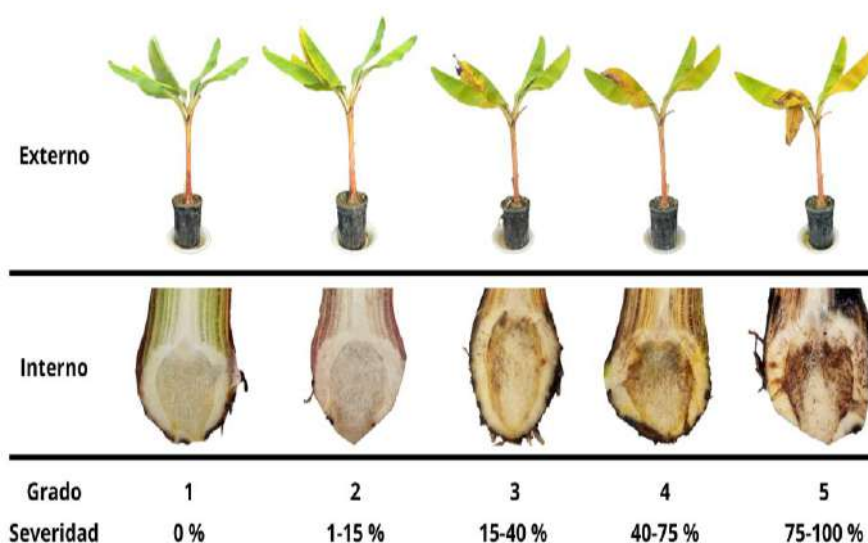 Externo
Interno
Grado 1 2 3 4 5
Severidad 0 % 1-15 % 15-40 % 40-75 % 75-100 %